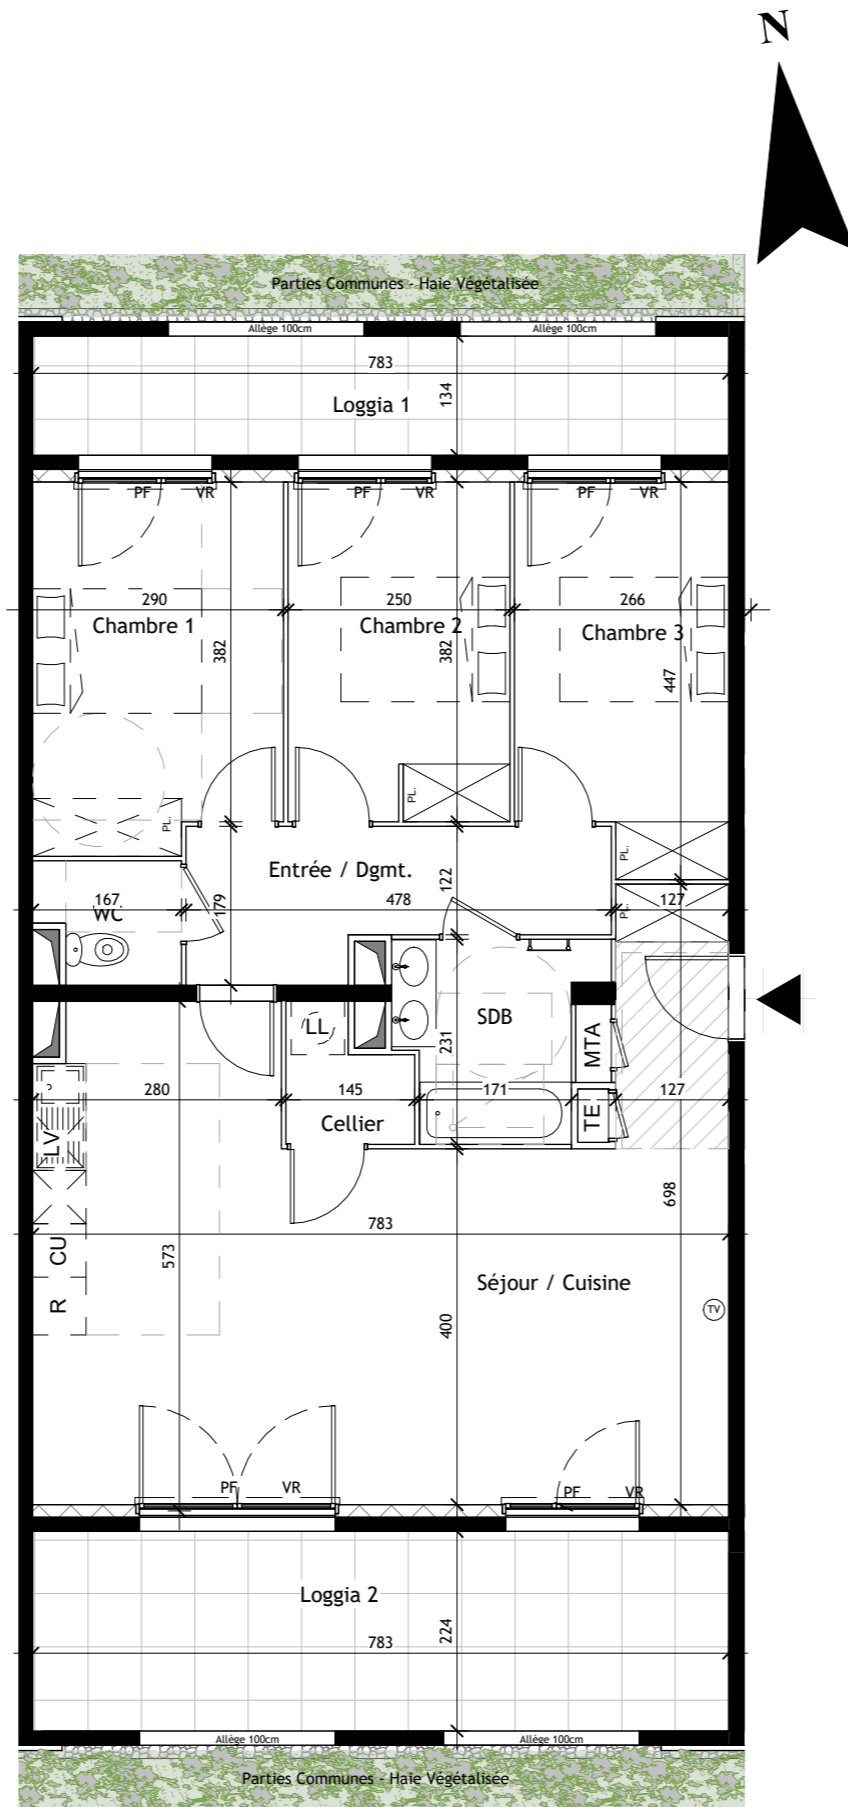 N
Parties Communes - Haie Végétalisée
Allège 100cm
Allège 100cm
783
134
Loggia 1
PF
VR
PF
VR
PF
VR
290
250
266
Chambre 1
Chambre 2
Chambre 3
382
382
447
PL.
PL.
PL.
PL.
Entrée / Dgmt.
122
167
WC
179
478
127
SDB
LL
231
MTA
280
145
171
127
Cellier
TE
LV
698
783
573
CU
Séjour / Cuisine
R
400
TV
PF
VR
PF
VR
Loggia 2
224
783
Allège 100cm
Allège 100cm
Parties Communes - Haie Végétalisée